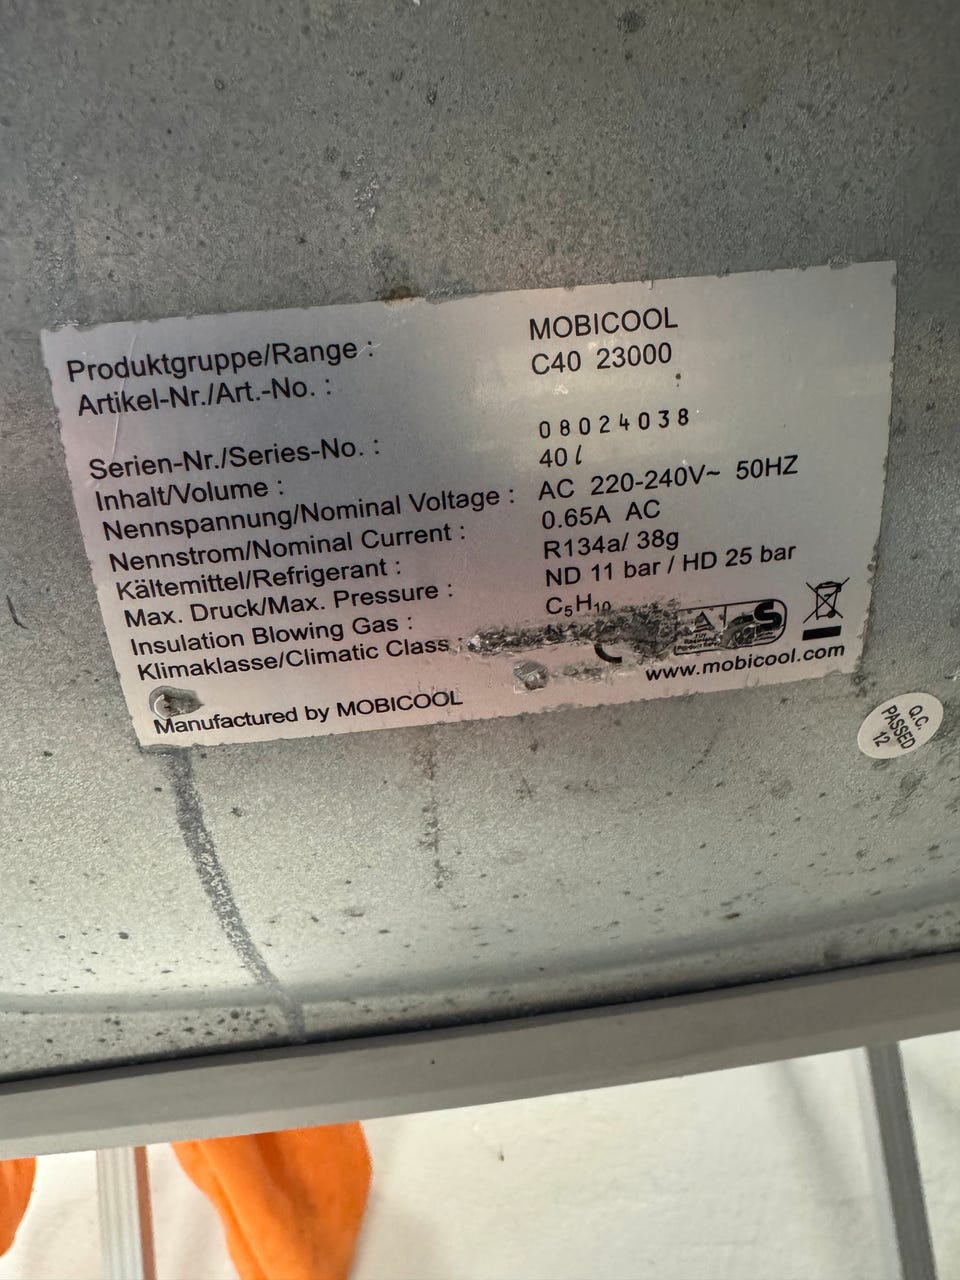 Produktgruppe/Range : MOBICOOL
Artikel-Nr./Art.-No. : C40 23000
Serien-Nr./Series-No. : 08024038
Inhalt/Volume : 40 l
Nennspannung/Nominal Voltage : AC 220-240V~ 50HZ
Nennstrom/Nominal Current : 0.65A AC
Kältemittel/Refrigerant : R134a/ 38g
Max. Druck/Max. Pressure : ND 11 bar / HD 25 bar
Insulation Blowing Gas : C₅H₁₀
Klimaklasse/Climatic Class :
Manufactured by MOBICOOL
www.mobicool.com
Q.C.
PASSED
12